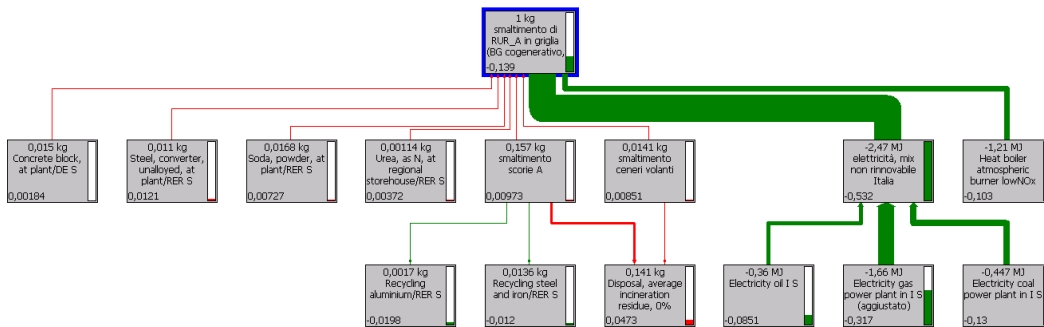 1 kg
smaltimento di
RUR_A in griglia
(BG cogenerativo,
-0,139
0,015 kg
Concrete block,
at plant/DE S
0,00184
0,011 kg
Steel, converter,
unalloyed, at
plant/RER S
0,0121
0,0168 kg
Soda, powder, at
plant/RER S
0,00727
0,00114 kg
Urea, as N, at
regional
storehouse/RER S
0,00372
0,157 kg
smaltimento
scorie A
0,00973
0,0141 kg
smaltimento
ceneri volanti
0,00851
-2,47 MJ
elettricità, mix
non rinnovabile
Italia
-0,532
-1,21 MJ
Heat boiler
atmospheric
burner lowNOx
-0,103
0,0017 kg
Recycling
aluminium/RER S
-0,0198
0,0136 kg
Recycling steel
and iron/RER S
-0,012
0,141 kg
Disposal, average
incineration
residue, 0%
0,0473
-0,36 MJ
Electricity oil I S
-0,0851
-1,66 MJ
Electricity gas
power plant in I S
(aggiustato)
-0,317
-0,447 MJ
Electricity coal
power plant in I S
-0,13